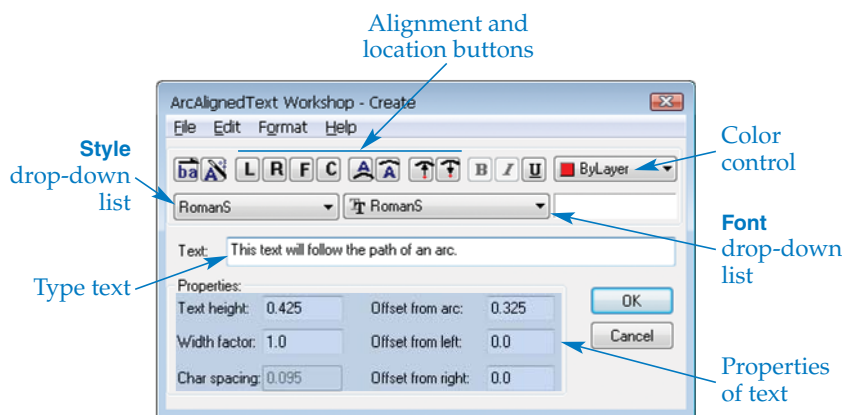 Alignment and
location buttons
ArcAlignedText Workshop - Create
File Edit Format Help
Style
drop-down
list
ba A L R F C A A T T B I U ByLayer
Color
control
RomanS RomanS
Font
drop-down
list
Text: This text will follow the path of an arc.
Type text
Properties:
Text height: 0.425 Offset from arc: 0.325
OK
Width factor: 1.0 Offset from left: 0.0
Cancel
Char spacing: 0.095 Offset from right: 0.0
Properties
of text